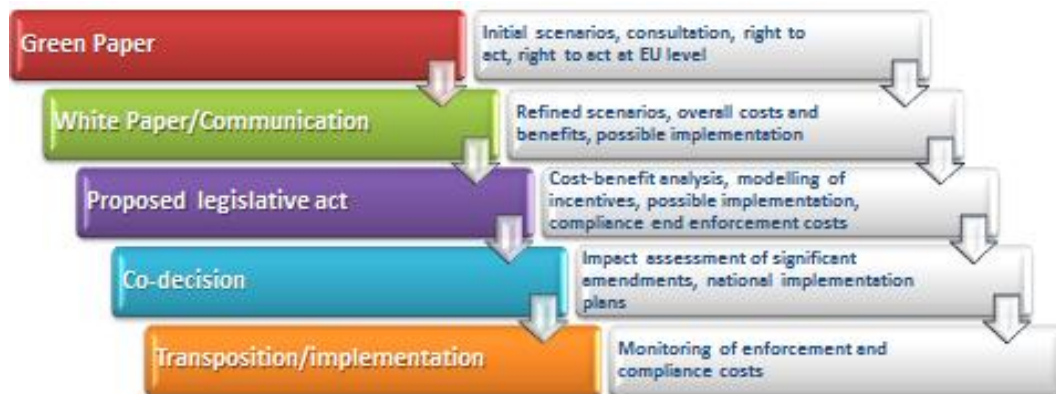 Green Paper
Initial scenarios, consultation, right to
act, right to act at EU level
White Paper/Communication
Refined scenarios, overall costs and
benefits, possible implementation
Proposed legislative act
Cost-benefit analysis, modelling of
incentives, possible implementation,
compliance end enforcement costs
Co-decision
Impact assessment of significant
amendments, national implementation
plans
Transposition/implementation
Monitoring of enforcement and
compliance costs